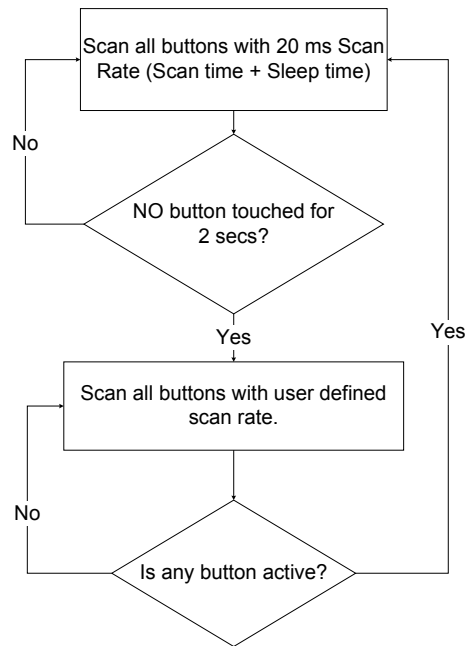 Scan all buttons with 20 ms Scan
Rate (Scan time + Sleep time)
No
NO button touched for
2 secs?
Yes
Yes
Scan all buttons with user defined
scan rate.
No
Is any button active?